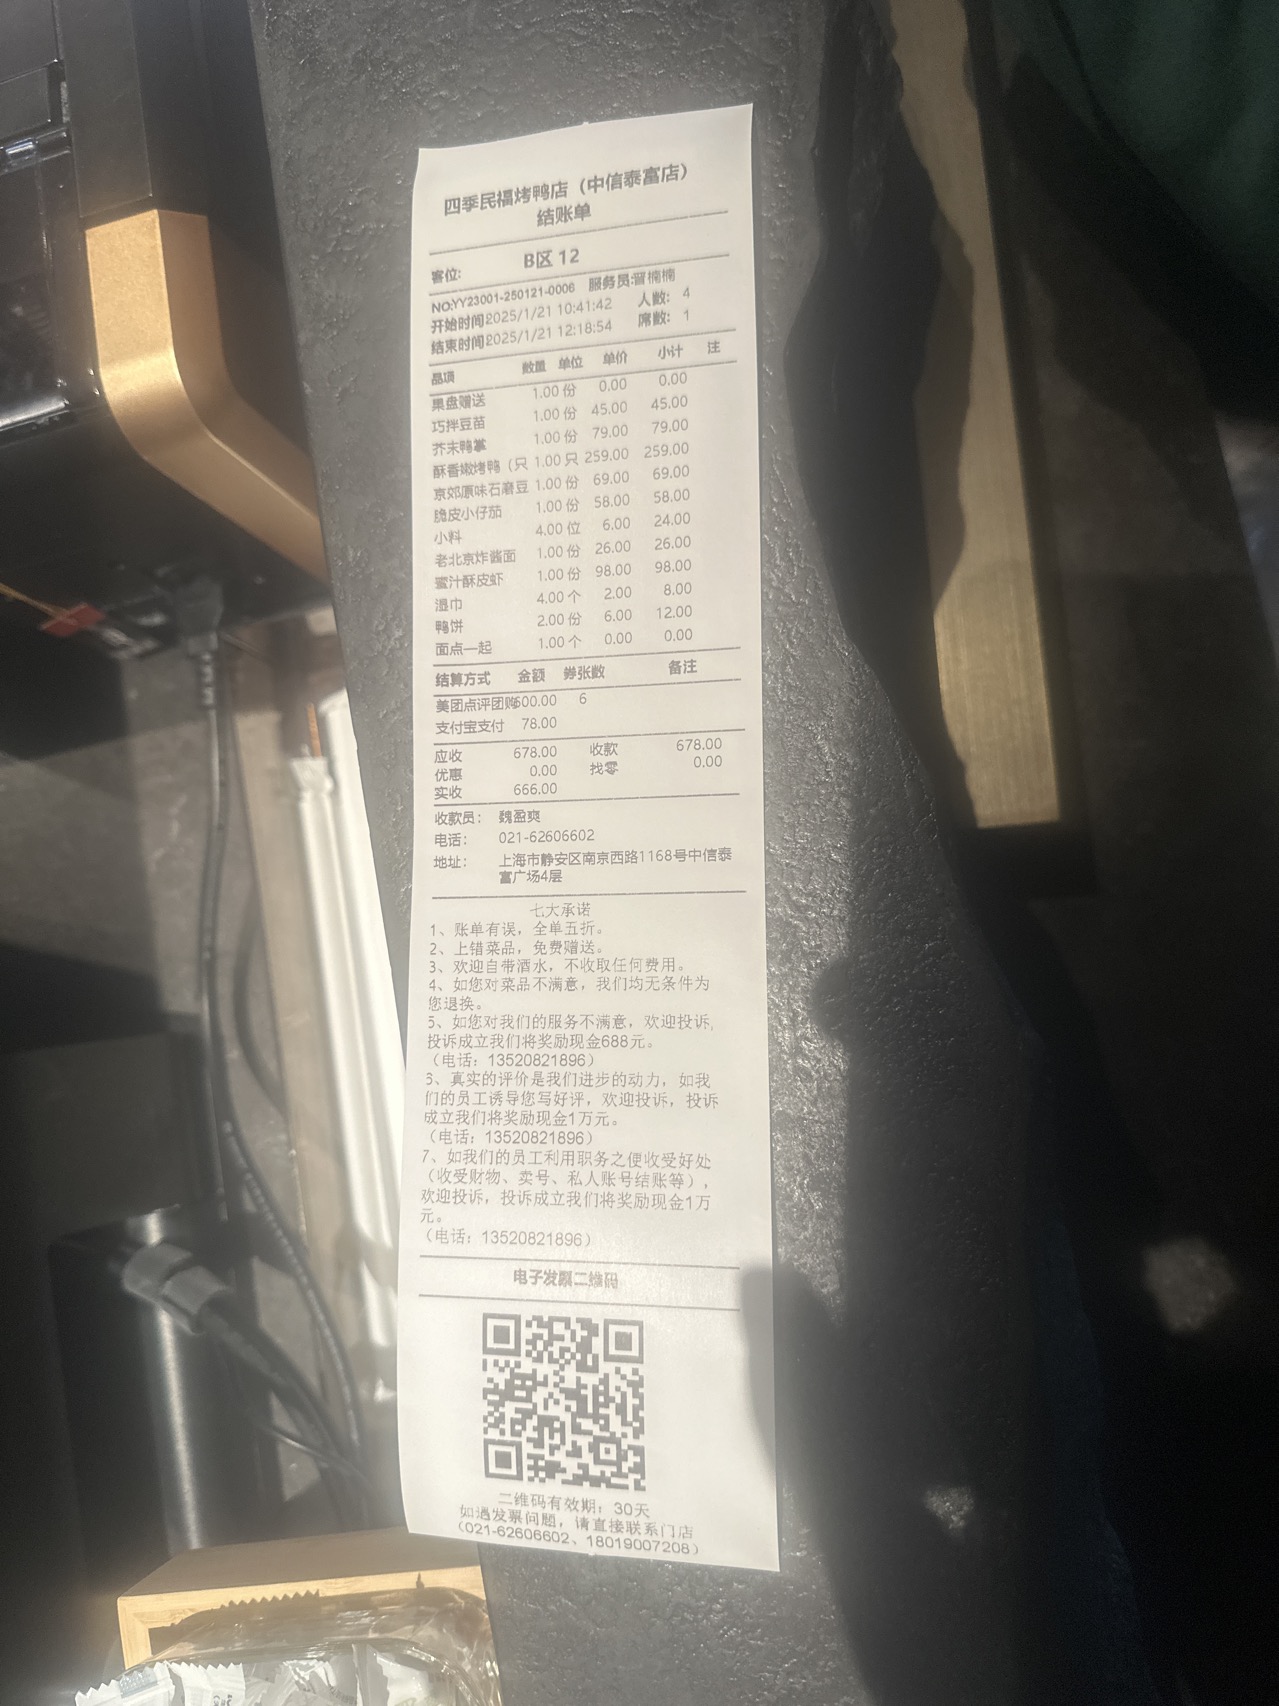 四季民福烤鸭店（中信泰富店）
结账单
客位： B区 12
NO:YY23001-250121-0006 服务员:晋楠楠
开始时间2025/1/21 10:41:42 人数： 4
结束时间2025/1/21 12:18:54 席数： 1
品项 数量 单位 单价 小计 注
果盘赠送 1.00 份 0.00 0.00
巧拌豆苗 1.00 份 45.00 45.00
芥末鸭掌 1.00 份 79.00 79.00
酥香嫩烤鸭（只 1.00 只 259.00 259.00
京郊原味石磨豆 1.00 份 69.00 69.00
脆皮小仔茄 1.00 份 58.00 58.00
小料 4.00 位 6.00 24.00
老北京炸酱面 1.00 份 26.00 26.00
蜜汁酥皮虾 1.00 份 98.00 98.00
湿巾 4.00 个 2.00 8.00
鸭饼 2.00 份 6.00 12.00
面点一起 1.00 个 0.00 0.00
结算方式 金额 券张数 备注
美团点评团购600.00 6
支付宝支付 78.00
应收 678.00 收款 678.00
优惠 0.00 找零 0.00
实收 666.00
收款员： 魏盈爽
电话： 021-62606602
地址： 上海市静安区南京西路1168号中信泰
富广场4层
七大承诺
1、账单有误，全单五折。
2、上错菜品，免费赠送。
3、欢迎自带酒水，不收取任何费用。
4、如您对菜品不满意，我们均无条件为
您退换。
5、如您对我们的服务不满意，欢迎投诉，
投诉成立我们将奖励现金688元。
（电话：13520821896）
6、真实的评价是我们进步的动力，如我
们的员工诱导您写好评，欢迎投诉，投诉
成立我们将奖励现金1万元。
（电话：13520821896）
7、如我们的员工利用职务之便收受好处
（收受财物、卖号、私人账号结账等），
欢迎投诉，投诉成立我们将奖励现金1万
元。
（电话：13520821896）
电子发票二维码
二维码有效期：30天
如遇发票问题，请直接联系门店
（021-62606602、18019007208）